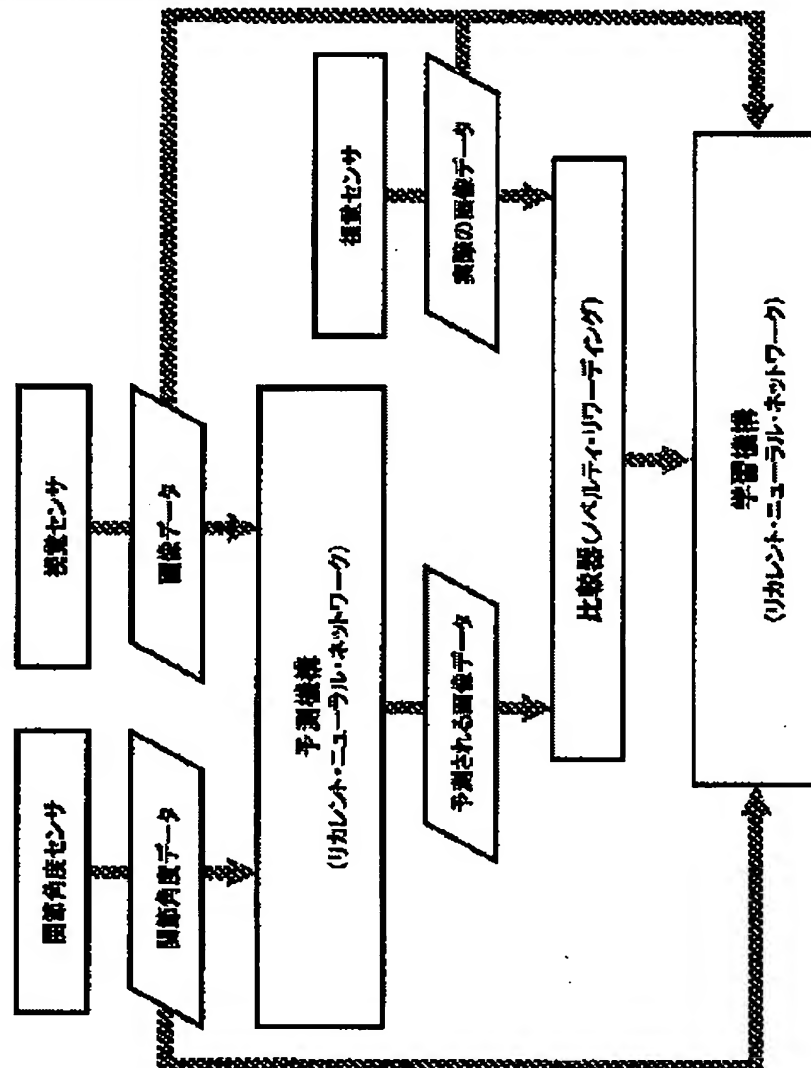 関節角度センサ
視覚センサ
関節角度データ
画像データ
予測機構
(リカレント・ニューラル・ネットワーク)
視覚センサ
予測される画像データ
実際の画像データ
比較器(ノベルティ・リワーディング)
学習機構
(リカレント・ニューラル・ネットワーク)